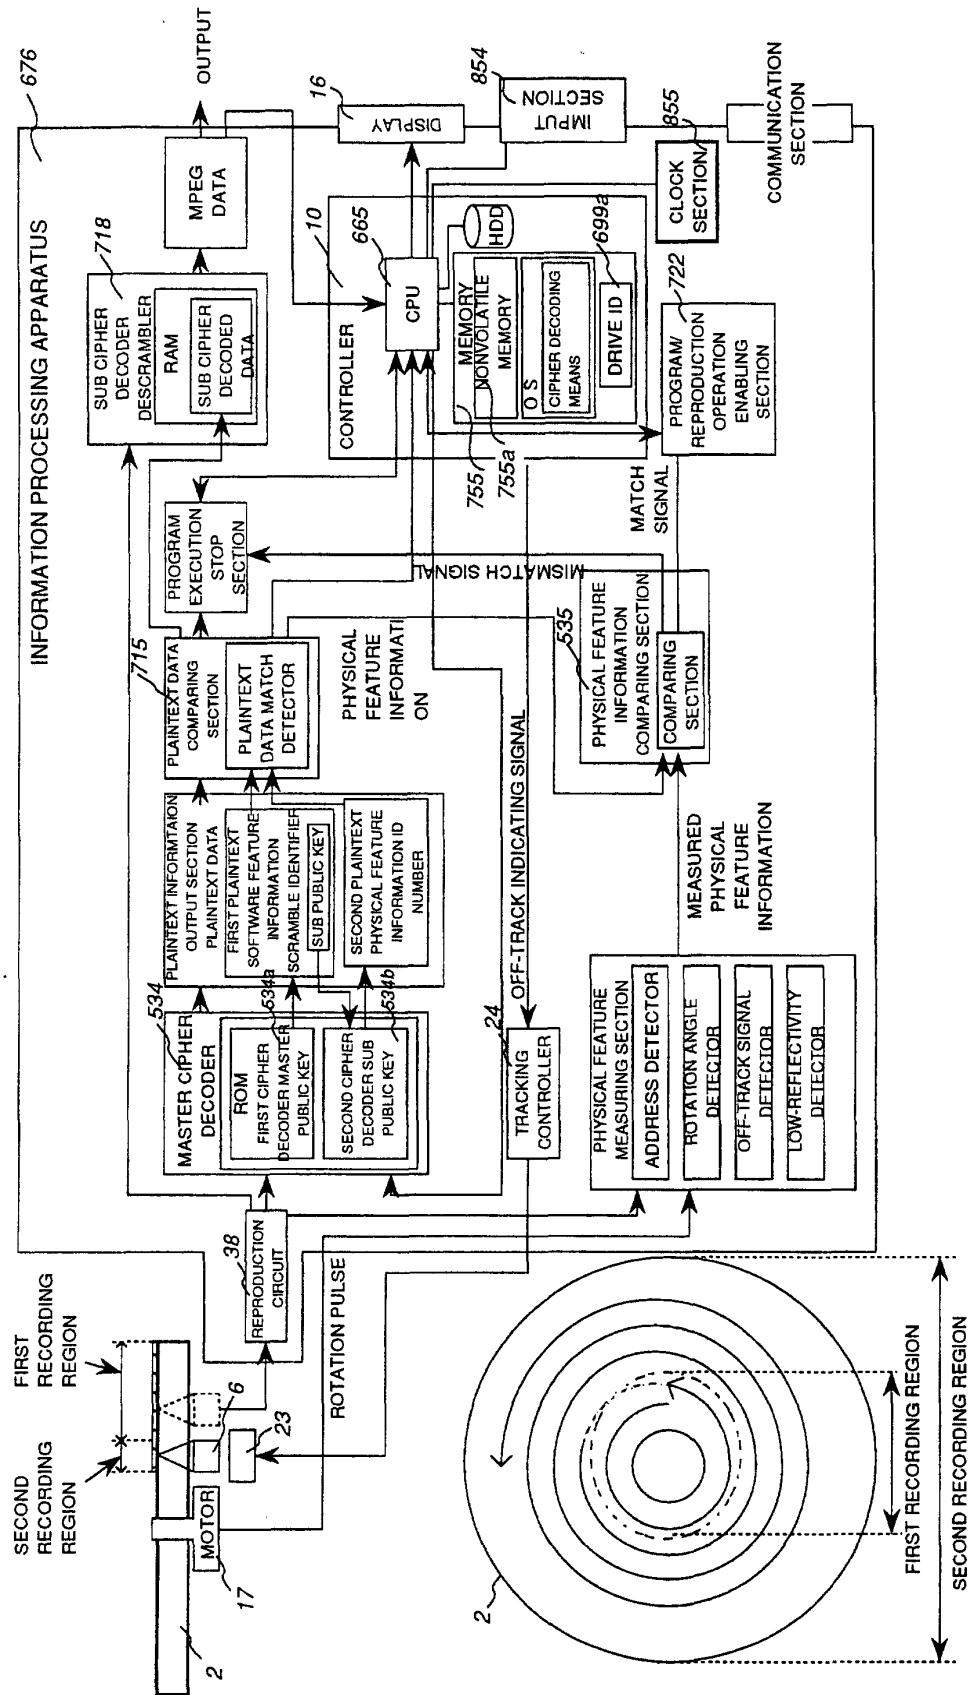 INFORMATION PROCESSING APPARATUS
676
SUB CIPHER
DECODER
DESCRAMBLER
718
RAM
SUB CIPHER
DECODED
DATA
MPEG
DATA
OUTPUT
PROGRAM
EXECUTION
STOP
SECTION
CONTROLLER
10
665
CPU
16
DISPLAY
854
IMPUT
SECTION
755
755a
MEMORY
NONVOLATILE
MEMORY
O S
CIPHER DECODING
MEANS
DRIVE ID
699a
HDD
CLOCK
SECTION
855
COMMUNICATION
SECTION
715
PLAINTEXT DATA
COMPARING
SECTION
PLAINTEXT
DATA MATCH
DETECTOR
PHYSICAL
FEATURE
INFORMATI
ON
MISMATCH SIGNAL
MATCH
SIGNAL
PROGRAM/
REPRODUCTION
OPERATION
ENABLING
SECTION
722
535
PHYSICAL FEATURE
INFORMATION
COMPARING SECTION
COMPARING
SECTION
PLAINTEXT INFORMTAION
OUTPUT SECTION
PLAINTEXT DATA
FIRST PLAINTEXT
SOFTWARE FEATURE
INFORMATION
SCRAMBLE IDENTIFIER
SUB PUBLIC KEY
SECOND PLAINTEXT
PHYSICAL FEATURE
INFORMATION ID
NUMBER
534
MASTER CIPHER
DECODER
ROM
FIRST CIPHER
DECODER MASTER
PUBLIC KEY
534a
SECOND CIPHER
DECODER SUB
PUBLIC KEY
534b
OFF-TRACK INDICATING SIGNAL
24
TRACKING
CONTROLLER
MEASURED
PHYSICAL
FEATURE
INFORMATION
PHYSICAL FEATURE
MEASURING SECTION
ADDRESS DETECTOR
ROTATION ANGLE
DETECTOR
OFF-TRACK SIGNAL
DETECTOR
LOW-REFLECTIVITY
DETECTOR
38
REPRODUCTION
CIRCUIT
ROTATION PULSE
FIRST
RECORDING
REGION
SECOND
RECORDING
REGION
6
23
MOTOR
17
2
2
FIRST RECORDING REGION
SECOND RECORDING REGION